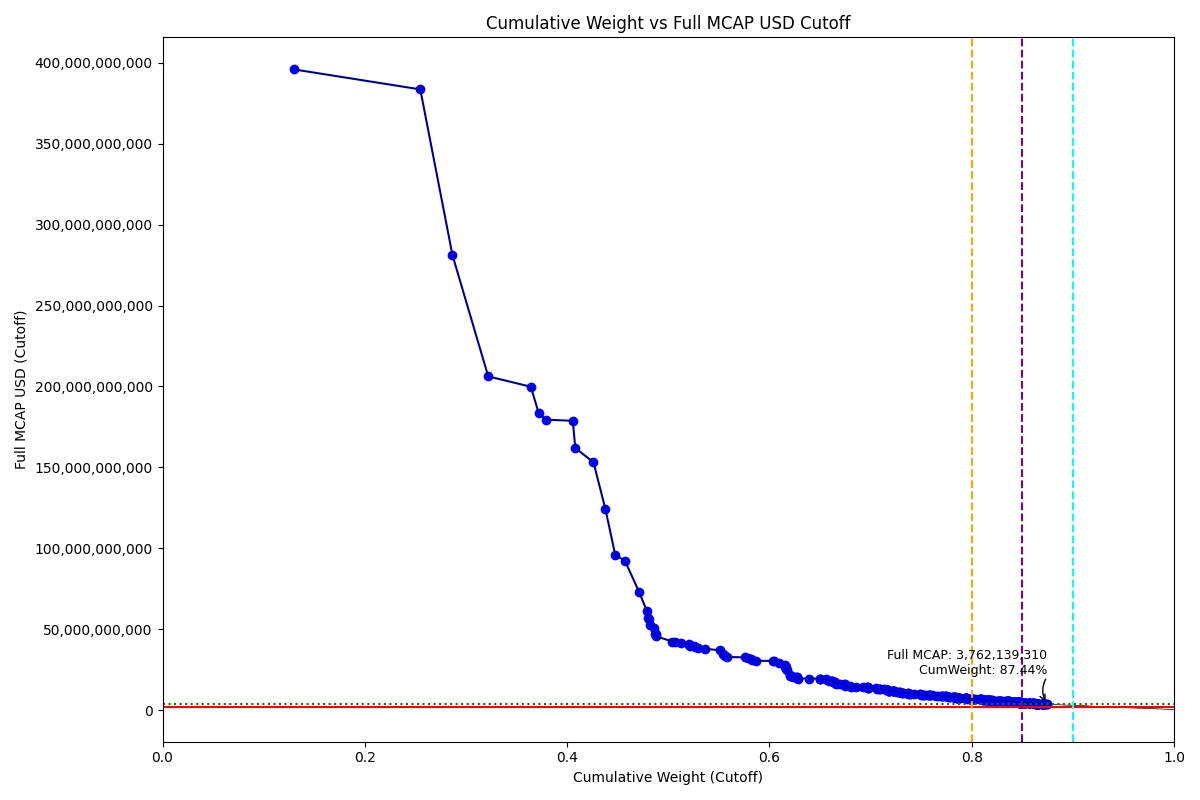 Cumulative Weight vs Full MCAP USD Cutoff
Full MCAP USD (Cutoff)
400,000,000,000
350,000,000,000
300,000,000,000
250,000,000,000
200,000,000,000
150,000,000,000
100,000,000,000
50,000,000,000
0
Full MCAP: 3,762,139,310
CumWeight: 87.44%
0.0 0.2 0.4 0.6 0.8 1.0
Cumulative Weight (Cutoff)